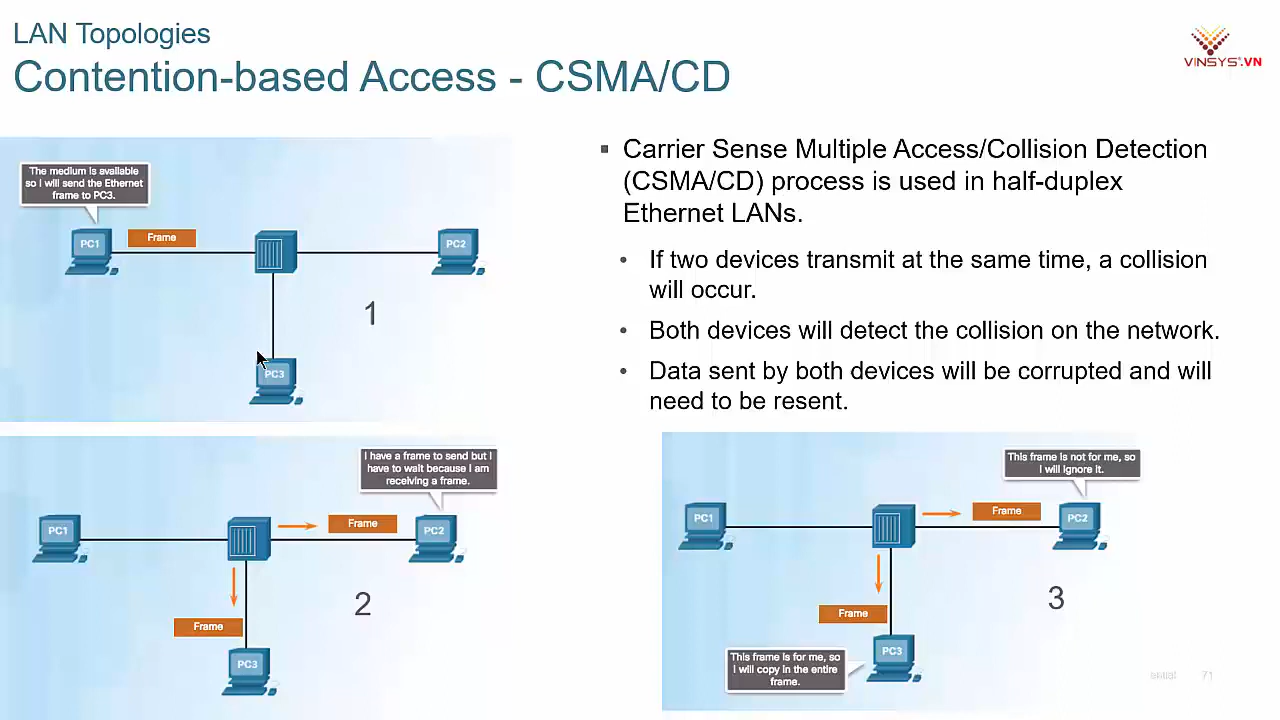 LAN Topologies
Contention-based Access - CSMA/CD
VINSYS.VN
The medium is available
so I will send the Ethernet
frame to PC3.
PC1
Frame
PC2
1
PC3
▪ Carrier Sense Multiple Access/Collision Detection
(CSMA/CD) process is used in half-duplex
Ethernet LANs.
• If two devices transmit at the same time, a collision
will occur.
• Both devices will detect the collision on the network.
• Data sent by both devices will be corrupted and will
need to be resent.
I have a frame to send but I
have to wait because I am
receiving a frame.
PC1
Frame
PC2
2
Frame
PC3
This frame is not for me, so
I will ignore it.
PC1
Frame
PC2
3
Frame
PC3
This frame is for me, so
I will copy in the entire
frame.
ential 71